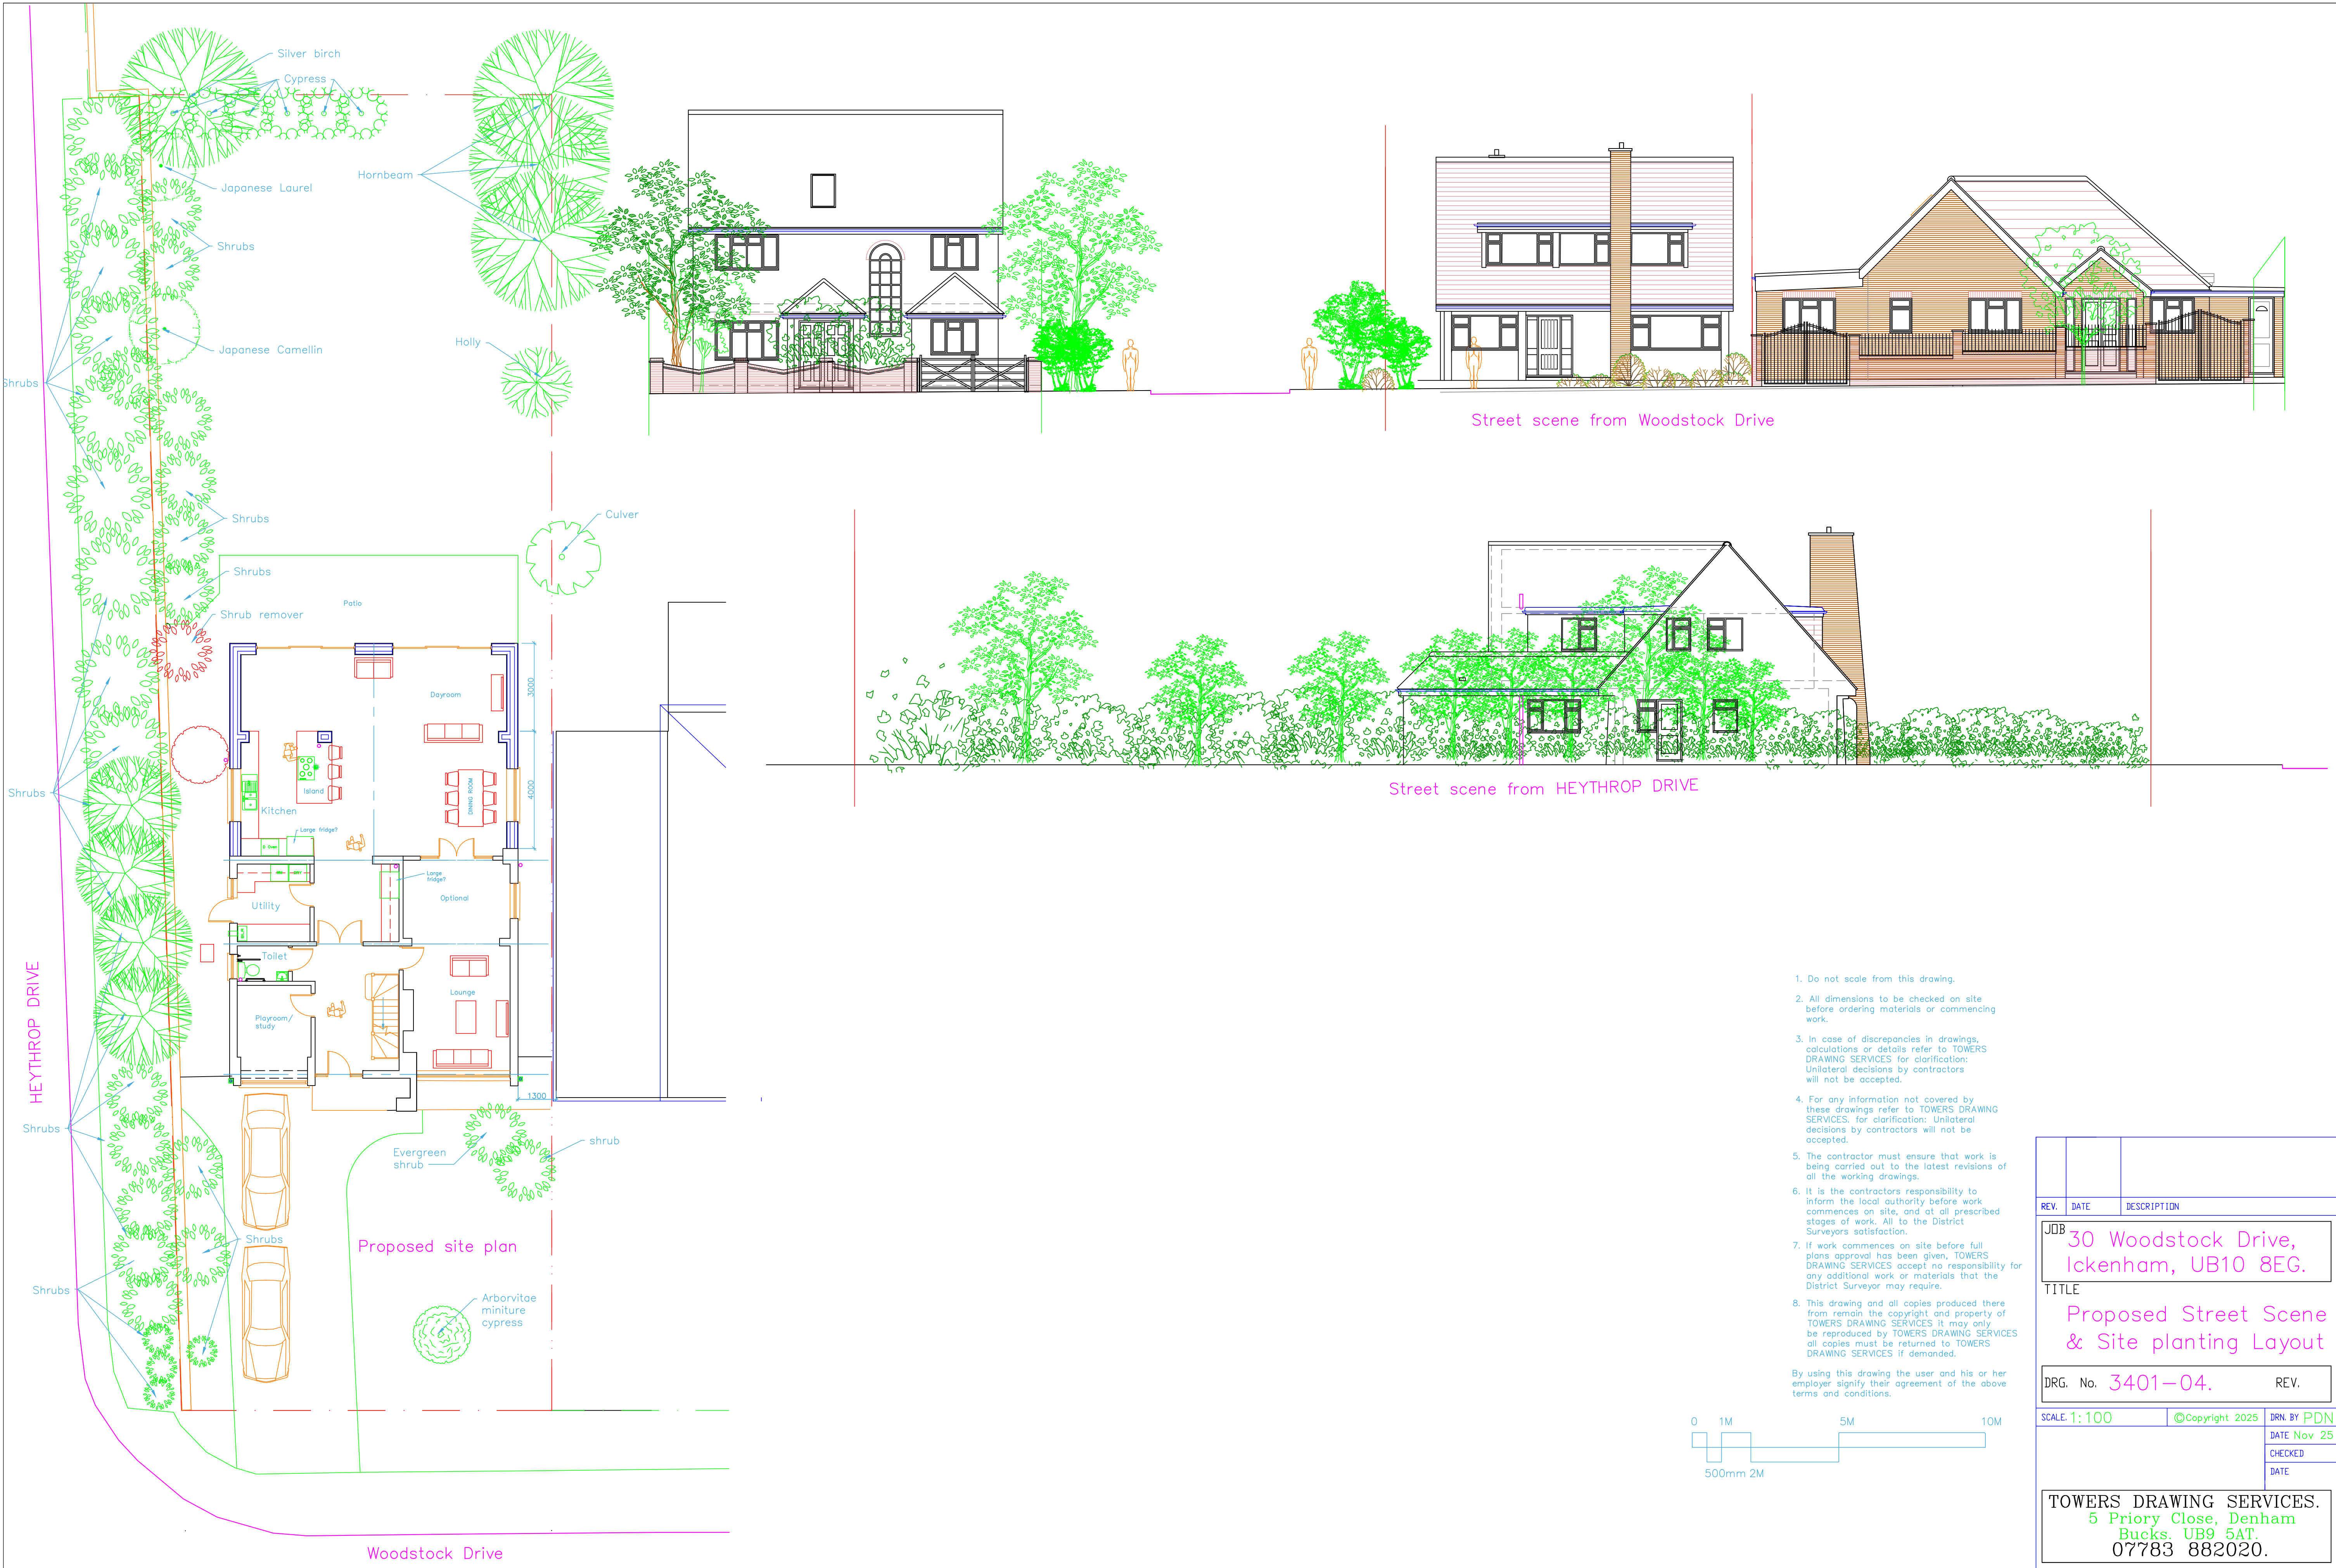 Silver birch
Cypress
Japanese Laurel
Hornbeam
Shrubs
Japanese Camellin
Holly
Shrubs
Shrubs
Culver
Shrubs
Shrub remover
Patio
Dayroom
3000
4000
DINING ROOM
Island
Kitchen
Large fridge?
Shrubs
Large
fridge?
Optional
Utility
Toilet
Lounge
Playroom/
study
HEYTHROP DRIVE
1300
Shrubs
Evergreen
shrub
shrub
Proposed site plan
Shrubs
Shrubs
Arborvitae
miniture
cypress
Woodstock Drive
Street scene from Woodstock Drive
Street scene from HEYTHROP DRIVE
1. Do not scale from this drawing.
2. All dimensions to be checked on site
before ordering materials or commencing
work.
3. In case of discrepancies in drawings,
calculations or details refer to TOWERS
DRAWING SERVICES for clarification:
Unilateral decisions by contractors
will not be accepted.
4. For any information not covered by
these drawings refer to TOWERS DRAWING
SERVICES. for clarification: Unilateral
decisions by contractors will not be
accepted.
5. The contractor must ensure that work is
being carried out to the latest revisions of
all the working drawings.
6. It is the contractors responsibility to
inform the local authority before work
commences on site, and at all prescribed
stages of work. All to the District
Surveyors satisfaction.
7. If work commences on site before full
plans approval has been given, TOWERS
DRAWING SERVICES accept no responsibility for
any additional work or materials that the
District Surveyor may require.
8. This drawing and all copies produced there
from remain the copyright and property of
TOWERS DRAWING SERVICES it may only
be reproduced by TOWERS DRAWING SERVICES
all copies must be returned to TOWERS
DRAWING SERVICES if demanded.
By using this drawing the user and his or her
employer signify their agreement of the above
terms and conditions.
0 1M 5M 10M
500mm 2M
REV. DATE DESCRIPTION
JOB
30 Woodstock Drive,
Ickenham, UB10 8EG.
TITLE
Proposed Street Scene
& Site planting Layout
DRG. No. 3401-04. REV.
SCALE. 1:100 ©Copyright 2025 DRN. BY PDN
DATE Nov 25
CHECKED
DATE
TOWERS DRAWING SERVICES.
5 Priory Close, Denham
Bucks. UB9 5AT.
07783 882020.